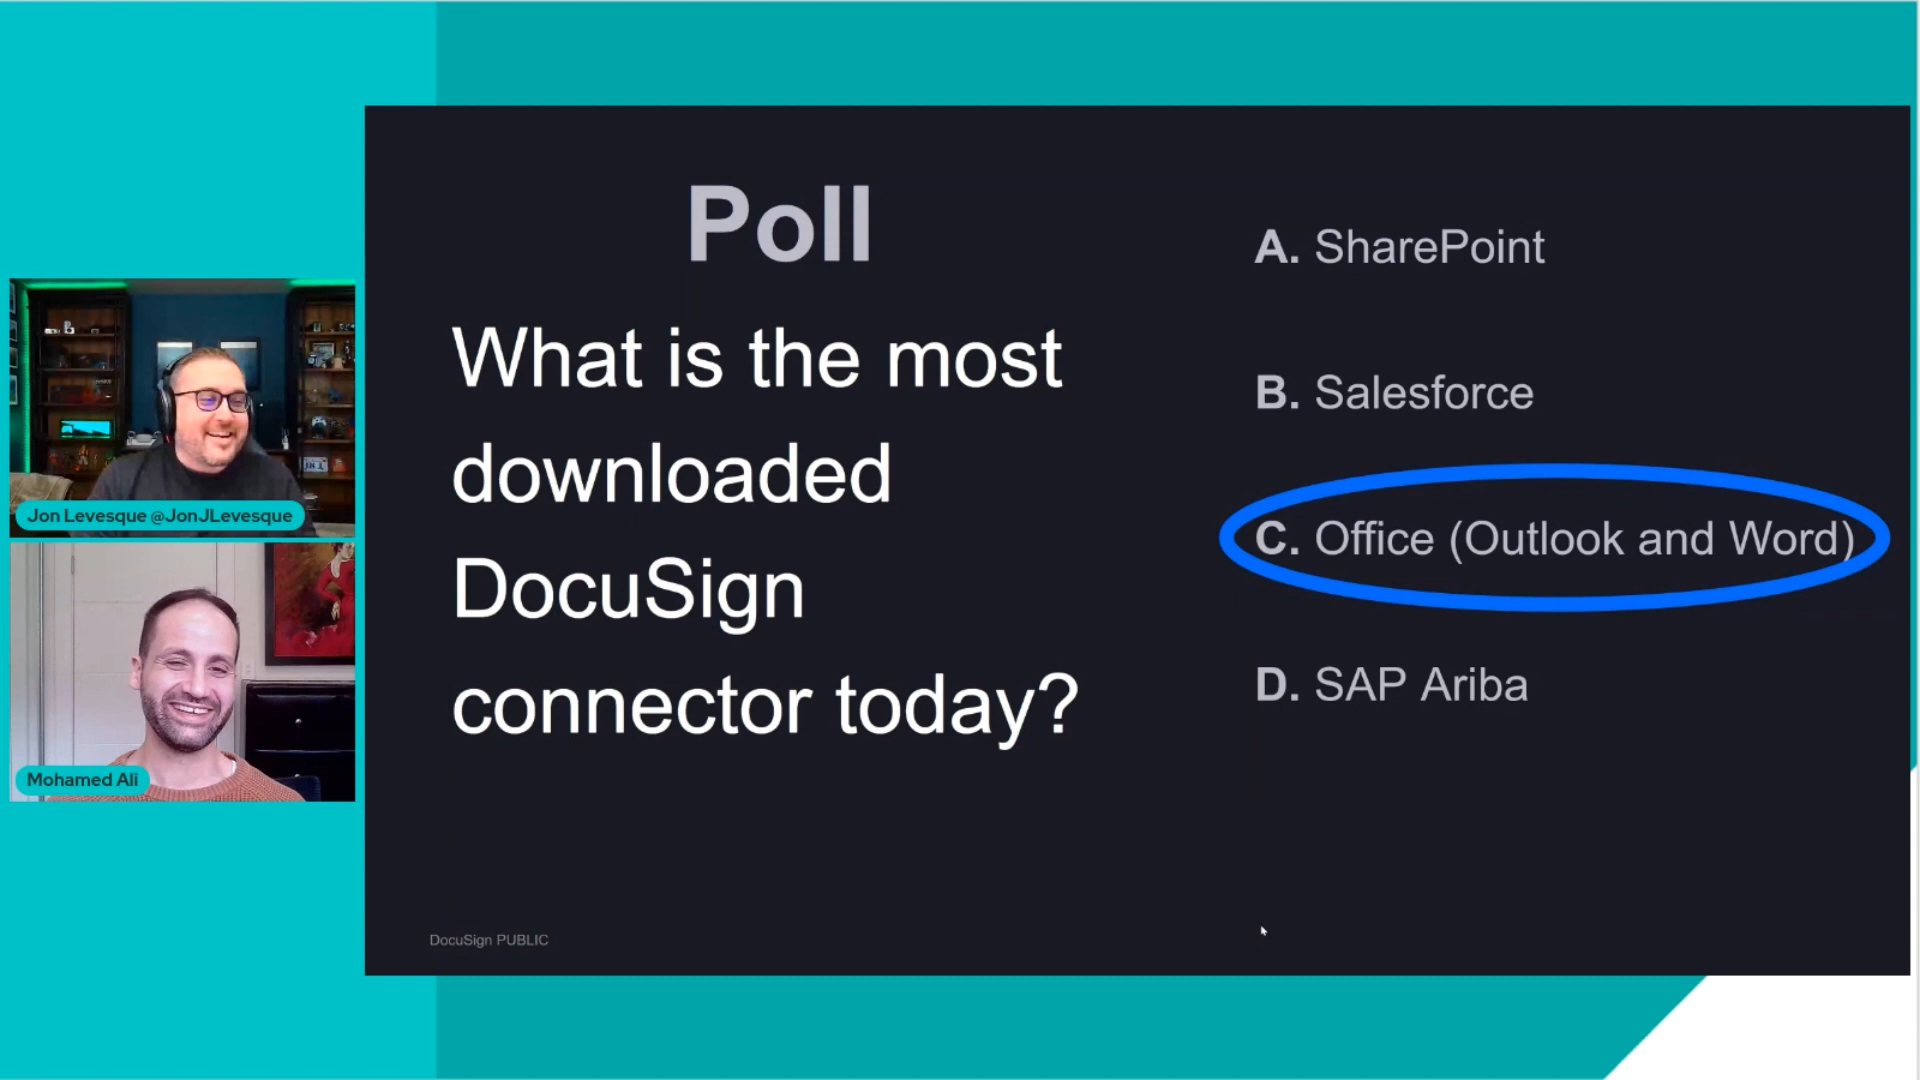 Poll
What is the most
downloaded
DocuSign
connector today?
A. SharePoint
B. Salesforce
C. Office (Outlook and Word)
D. SAP Ariba
DocuSign PUBLIC
Jon Levesque @JonJLevesque
Mohamed Ali